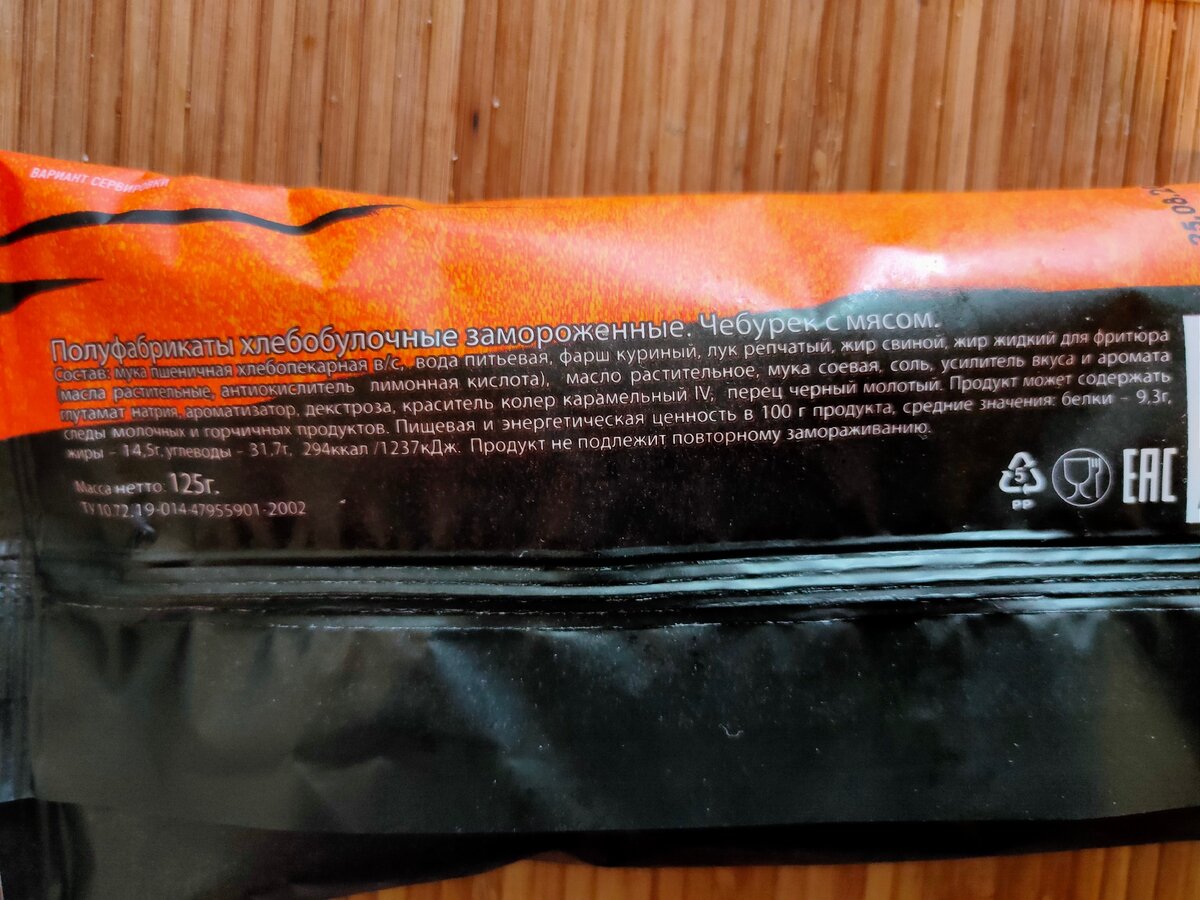 ВАРИАНТ СЕРВИРОВКИ
25.08.2
Полуфабрикаты хлебобулочные замороженные. Чебурек с мясом.
Состав: мука пшеничная хлебопекарная в/с, вода питьевая, фарш куриный, лук репчатый, жир свиной, жир жидкий для фритюра
масла растительные, антиокислитель лимонная кислота), масло растительное, мука соевая, соль, усилитель вкуса и аромата
глутамат натрия, ароматизатор, декстроза, краситель колер карамельный IV, перец черный молотый. Продукт может содержать
следы молочных и горчичных продуктов. Пищевая и энергетическая ценность в 100 г продукта, средние значения: белки – 9,3г,
жиры – 14,5г, углеводы – 31,7г, 294ккал /1237кДж. Продукт не подлежит повторному замораживанию.
Масса нетто: 125г.
ТУ 10.72.19-014-47955901-2002
5
PP
EAC